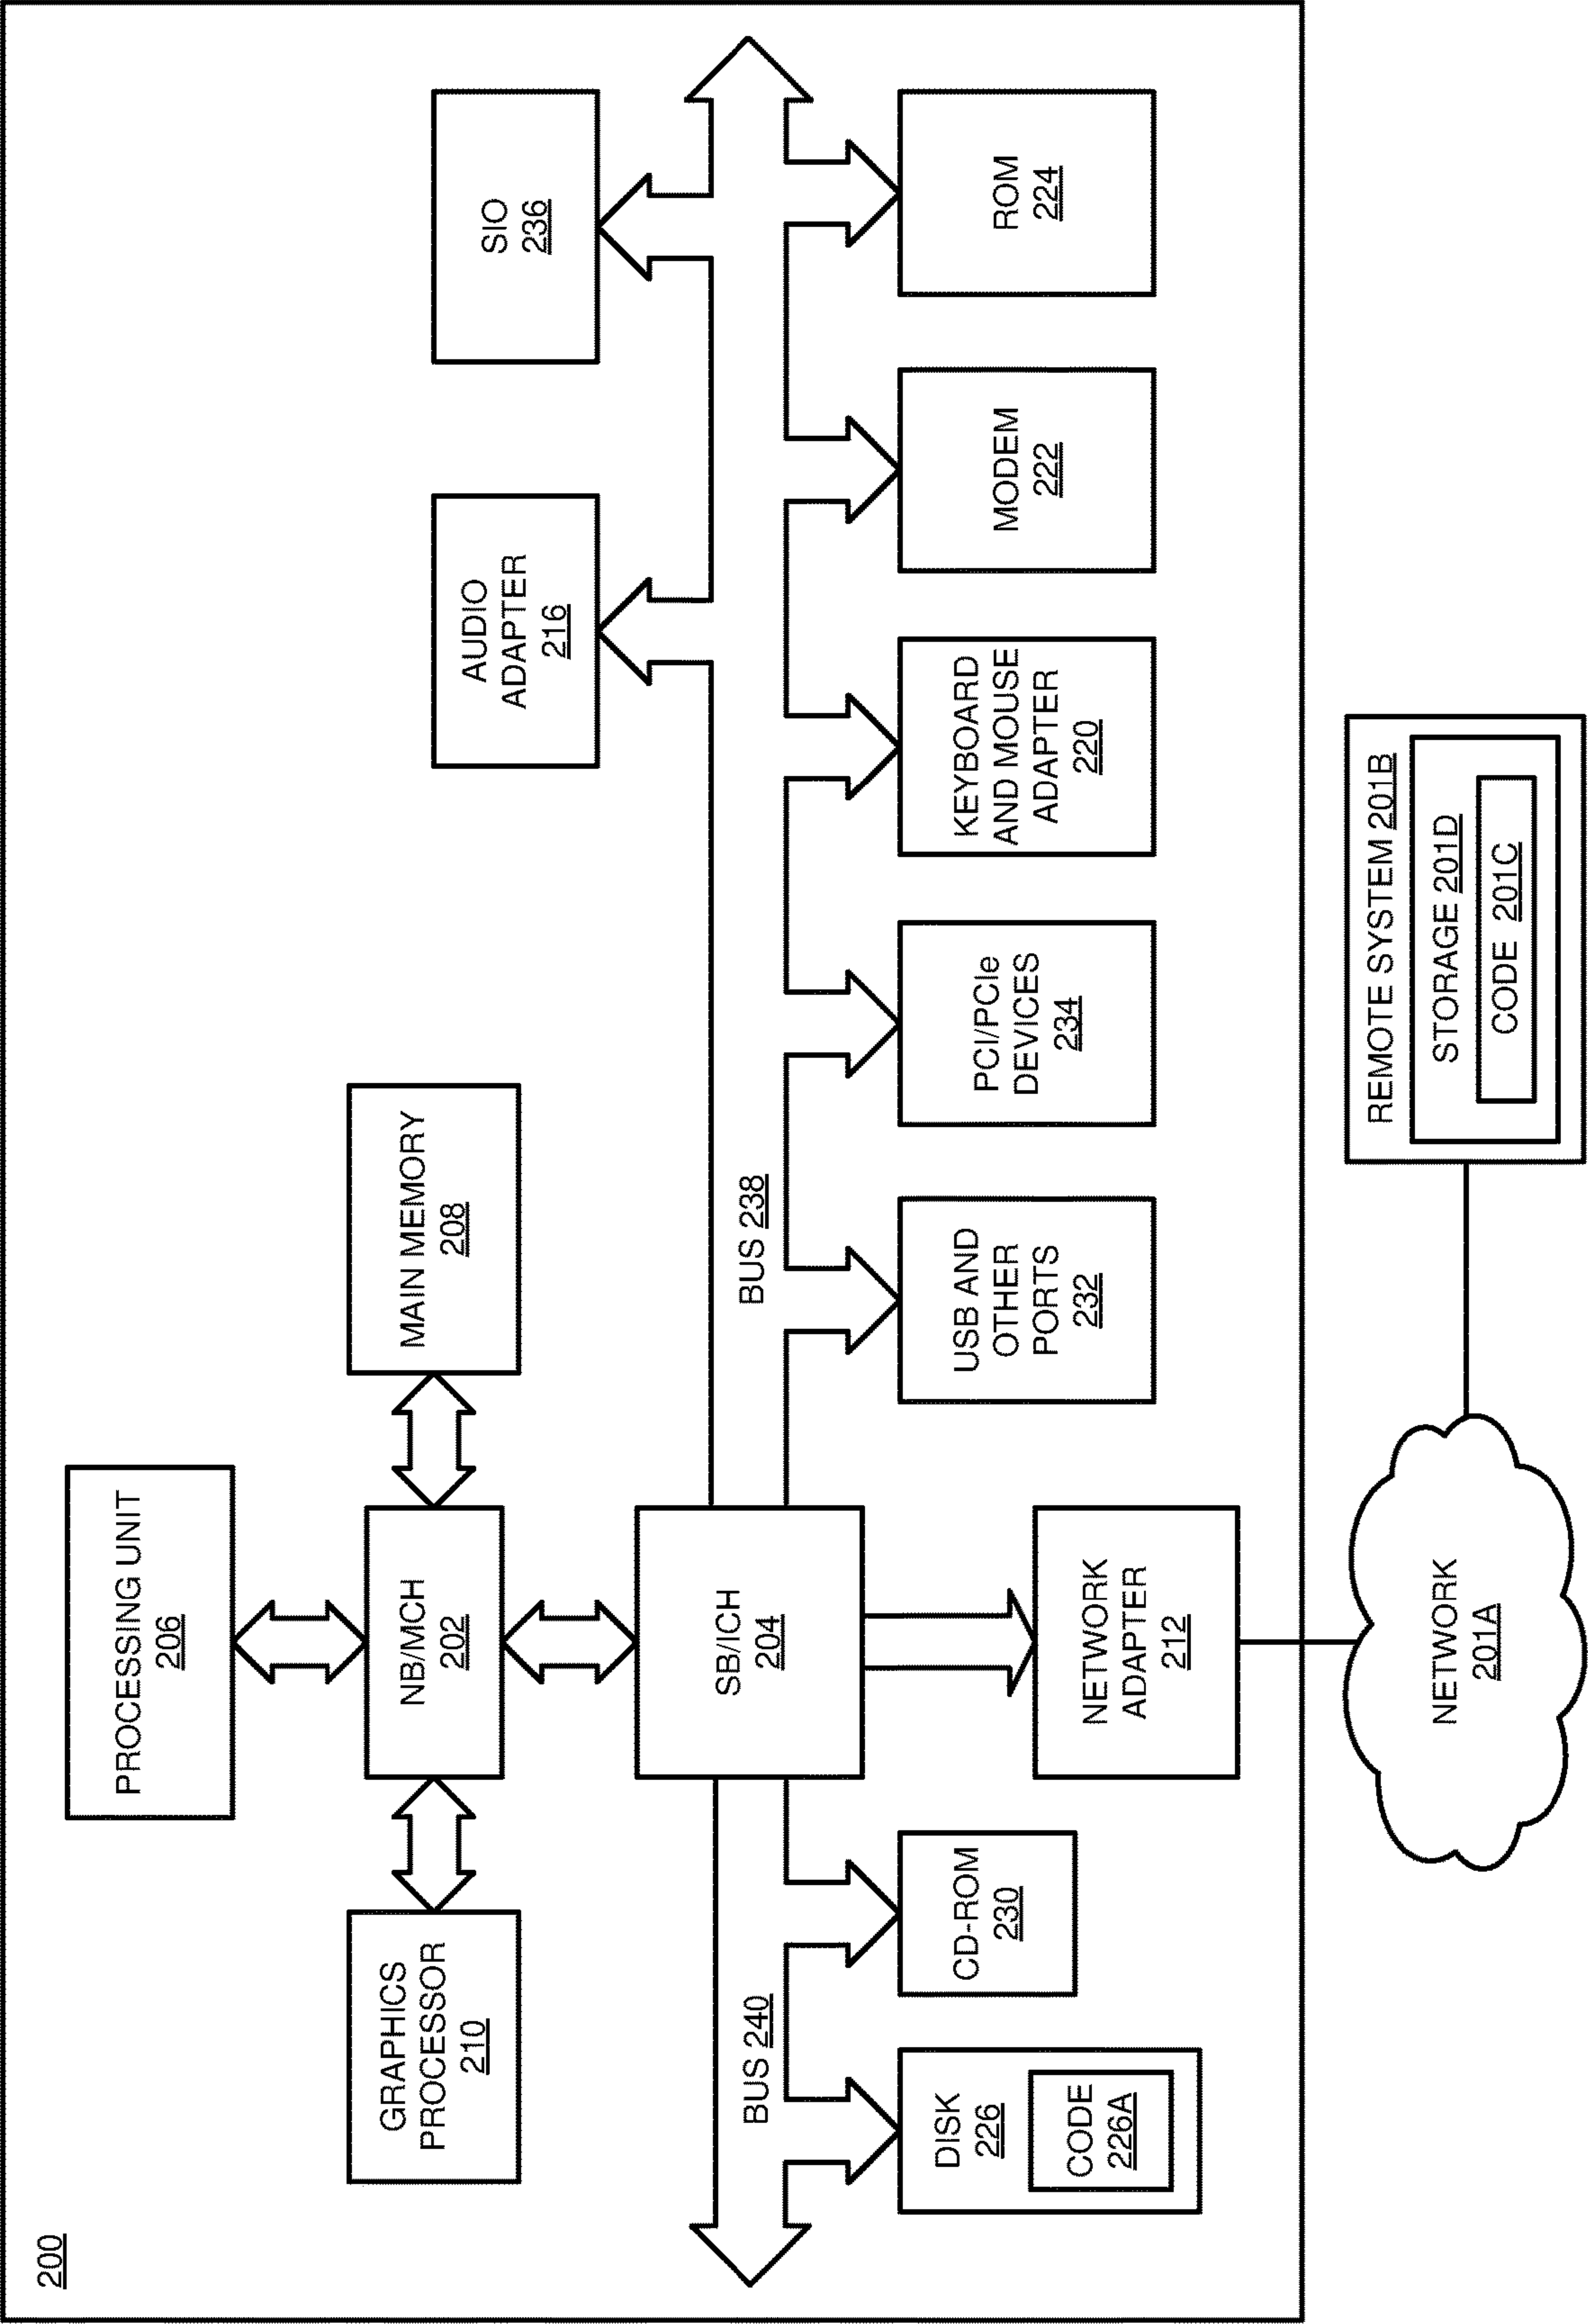 200
PROCESSING UNIT
206
GRAPHICS
PROCESSOR
210
NB/MCH
202
MAIN MEMORY
208
AUDIO
ADAPTER
216
SIO
236
SB/ICH
204
BUS 240
BUS 238
DISK
226
CODE
226A
CD-ROM
230
NETWORK
ADAPTER
212
USB AND
OTHER
PORTS
232
PCI/PCIe
DEVICES
234
KEYBOARD
AND MOUSE
ADAPTER
220
MODEM
222
ROM
224
NETWORK
201A
REMOTE SYSTEM 201B
STORAGE 201D
CODE 201C